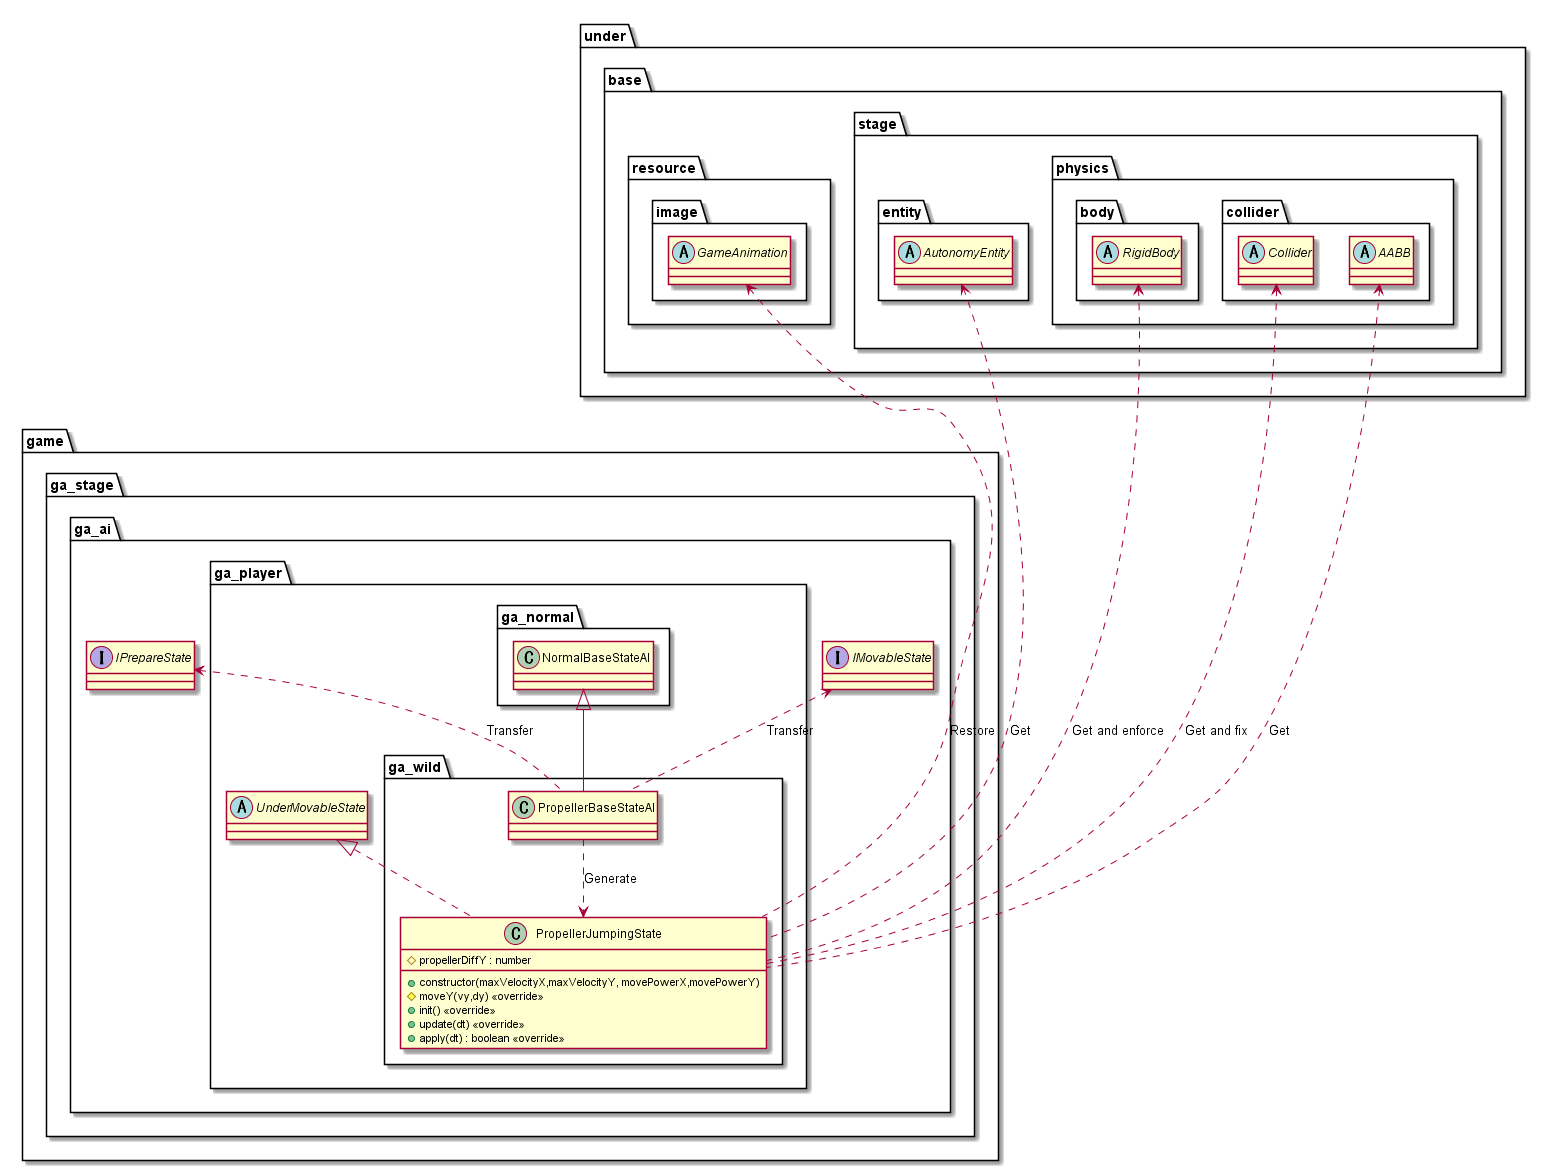 under
base
stage
resource
physics
image
entity
body
collider
A GameAnimation
A AutonomyEntity
A RigidBody
A Collider
A AABB
game
ga_stage
ga_ai
ga_player
ga_normal
I IPrepareState
C NormalBaseStateAI
I IMovableState
Transfer
Transfer
Restore
Get
Get and enforce
Get and fix
Get
ga_wild
A UnderMovableState
C PropellerBaseStateAI
Generate
C PropellerJumpingState
propellerDiffY : number
constructor(maxVelocityX,maxVelocityY, movePowerX,movePowerY)
moveY(vy,dy) «override»
init() «override»
update(dt) «override»
apply(dt) : boolean «override»